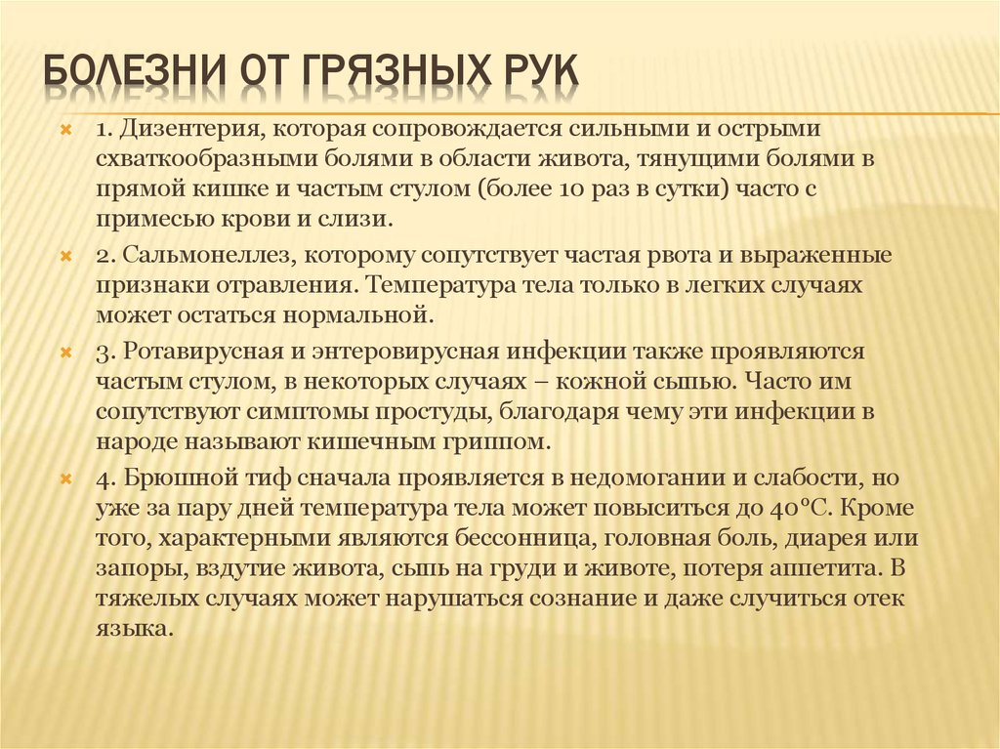 БОЛЕЗНИ ОТ ГРЯЗНЫХ РУК
1. Дизентерия, которая сопровождается сильными и острыми
схваткообразными болями в области живота, тянущими болями в
прямой кишке и частым стулом (более 10 раз в сутки) часто с
примесью крови и слизи.
2. Сальмонеллез, которому сопутствует частая рвота и выраженные
признаки отравления. Температура тела только в легких случаях
может остаться нормальной.
3. Ротавирусная и энтеровирусная инфекции также проявляются
частым стулом, в некоторых случаях – кожной сыпью. Часто им
сопутствуют симптомы простуды, благодаря чему эти инфекции в
народе называют кишечным гриппом.
4. Брюшной тиф сначала проявляется в недомогании и слабости, но
уже за пару дней температура тела может повыситься до 40°С. Кроме
того, характерными являются бессонница, головная боль, диарея или
запоры, вздутие живота, сыпь на груди и животе, потеря аппетита. В
тяжелых случаях может нарушаться сознание и даже случиться отек
языка.